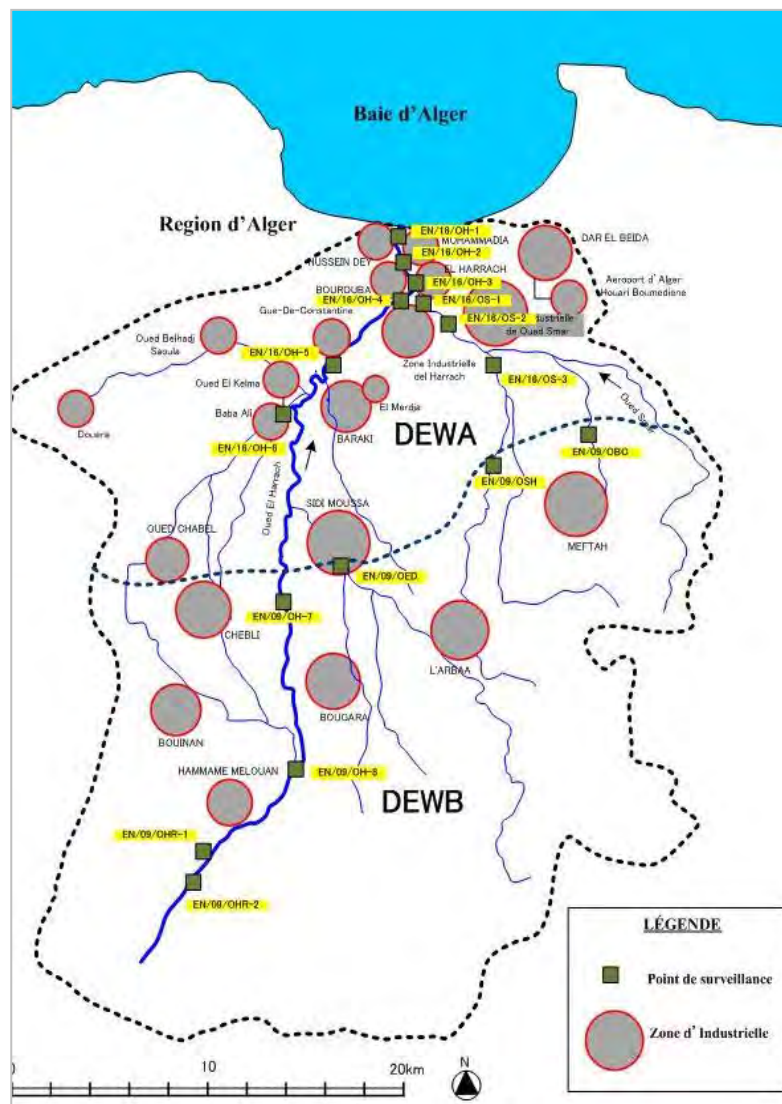 Baie d'Alger
Region d'Alger
EN/16/OH-1
MOHAMMADIA
DAR EL BEIDA
HUSSEIN DEY
EN/16/OH-2
EL HARRACH
EN/16/OH-3
BOUROUBA
EN/16/OH-4
EN/16/OS-1
Aeroport d'Alger
Houari Boumediene
Gue-De-Constantine
EN/16/OS-2
de Oued Smar
Oued Belhadj
Saoula
EN/16/OH-5
Zone Industrielle
del Harrach
EN/16/OS-3
Oued El Kelma
Oued Smar
El Merdja
Baba Ali
Douera
BARAKI
DEWA
EN/09/OBO
EN/16/OH-6
EN/09/OSH
Oued El Harrach
SIDI MOUSSA
OUED CHABEL
MEFTAH
EN/09/OED
EN/09/OH-7
CHEBLI
L'ARBAA
BOUGARA
BOUINAN
HAMMAME MELOUAN
EN/09/OH-8
DEWB
EN/09/OHR-1
EN/09/OHR-2
LÉGENDE
Point de surveillance
Zone d'Industrielle
10
20km
N